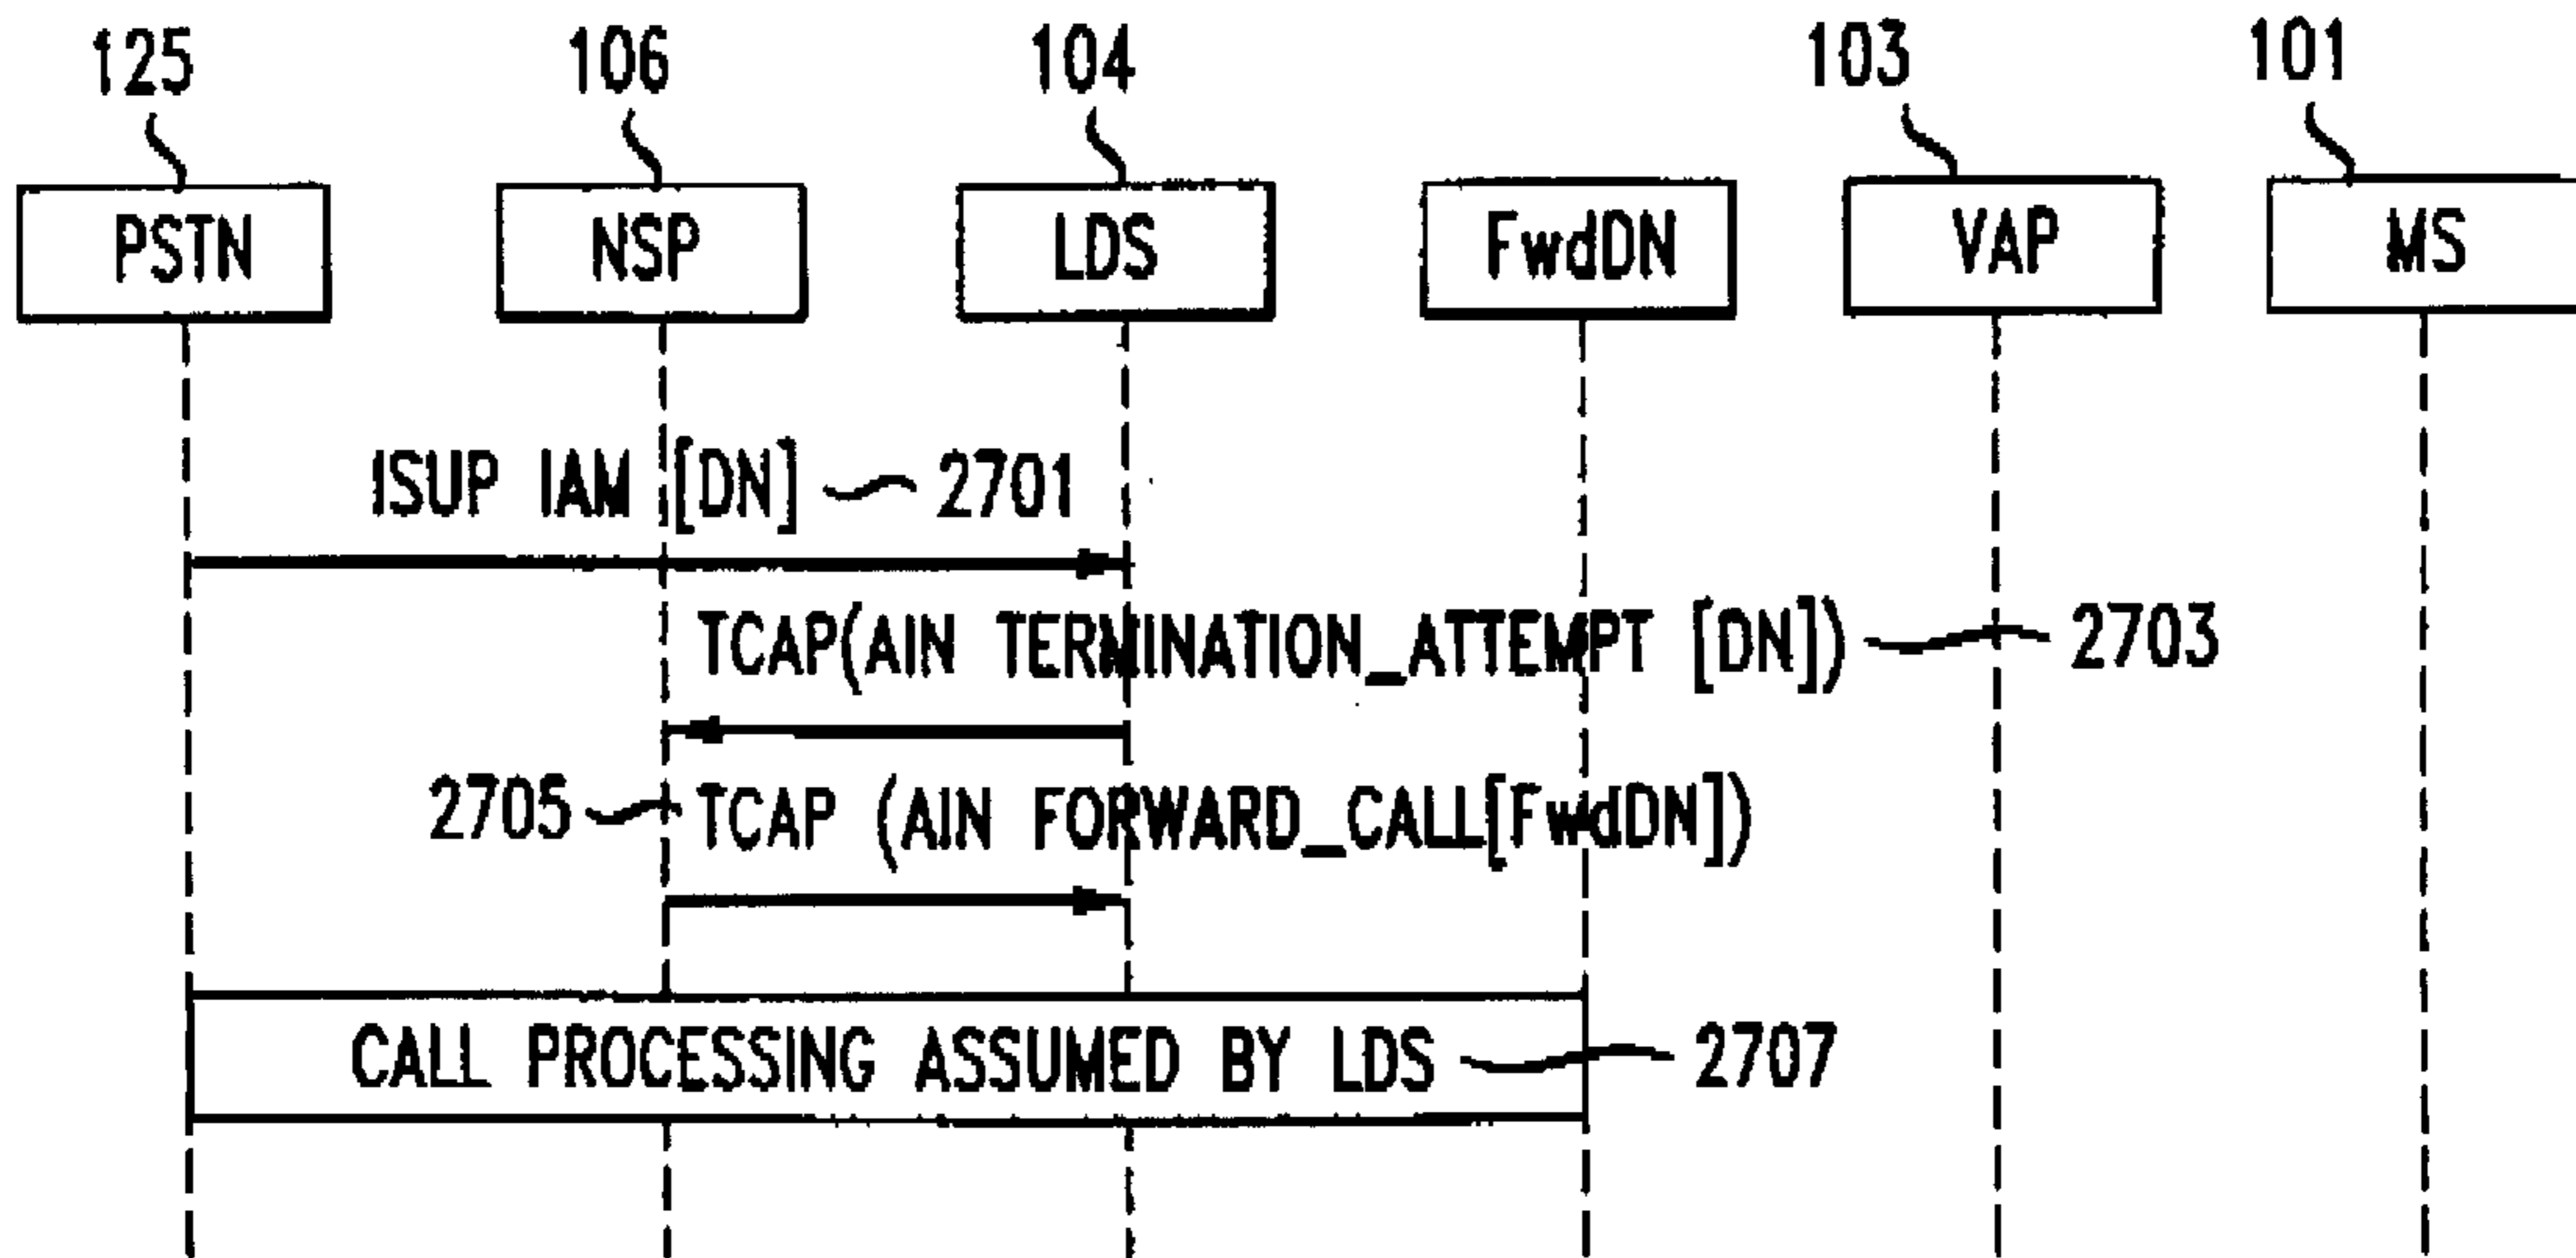 125 106 104 103 101
PSTN NSP LDS FwdDN VAP MS
ISUP IAM [DN] 2701
TCAP(AIN TERMINATION_ATTEMPT [DN]) 2703
2705 TCAP (AIN FORWARD_CALL[FwdDN])
CALL PROCESSING ASSUMED BY LDS 2707